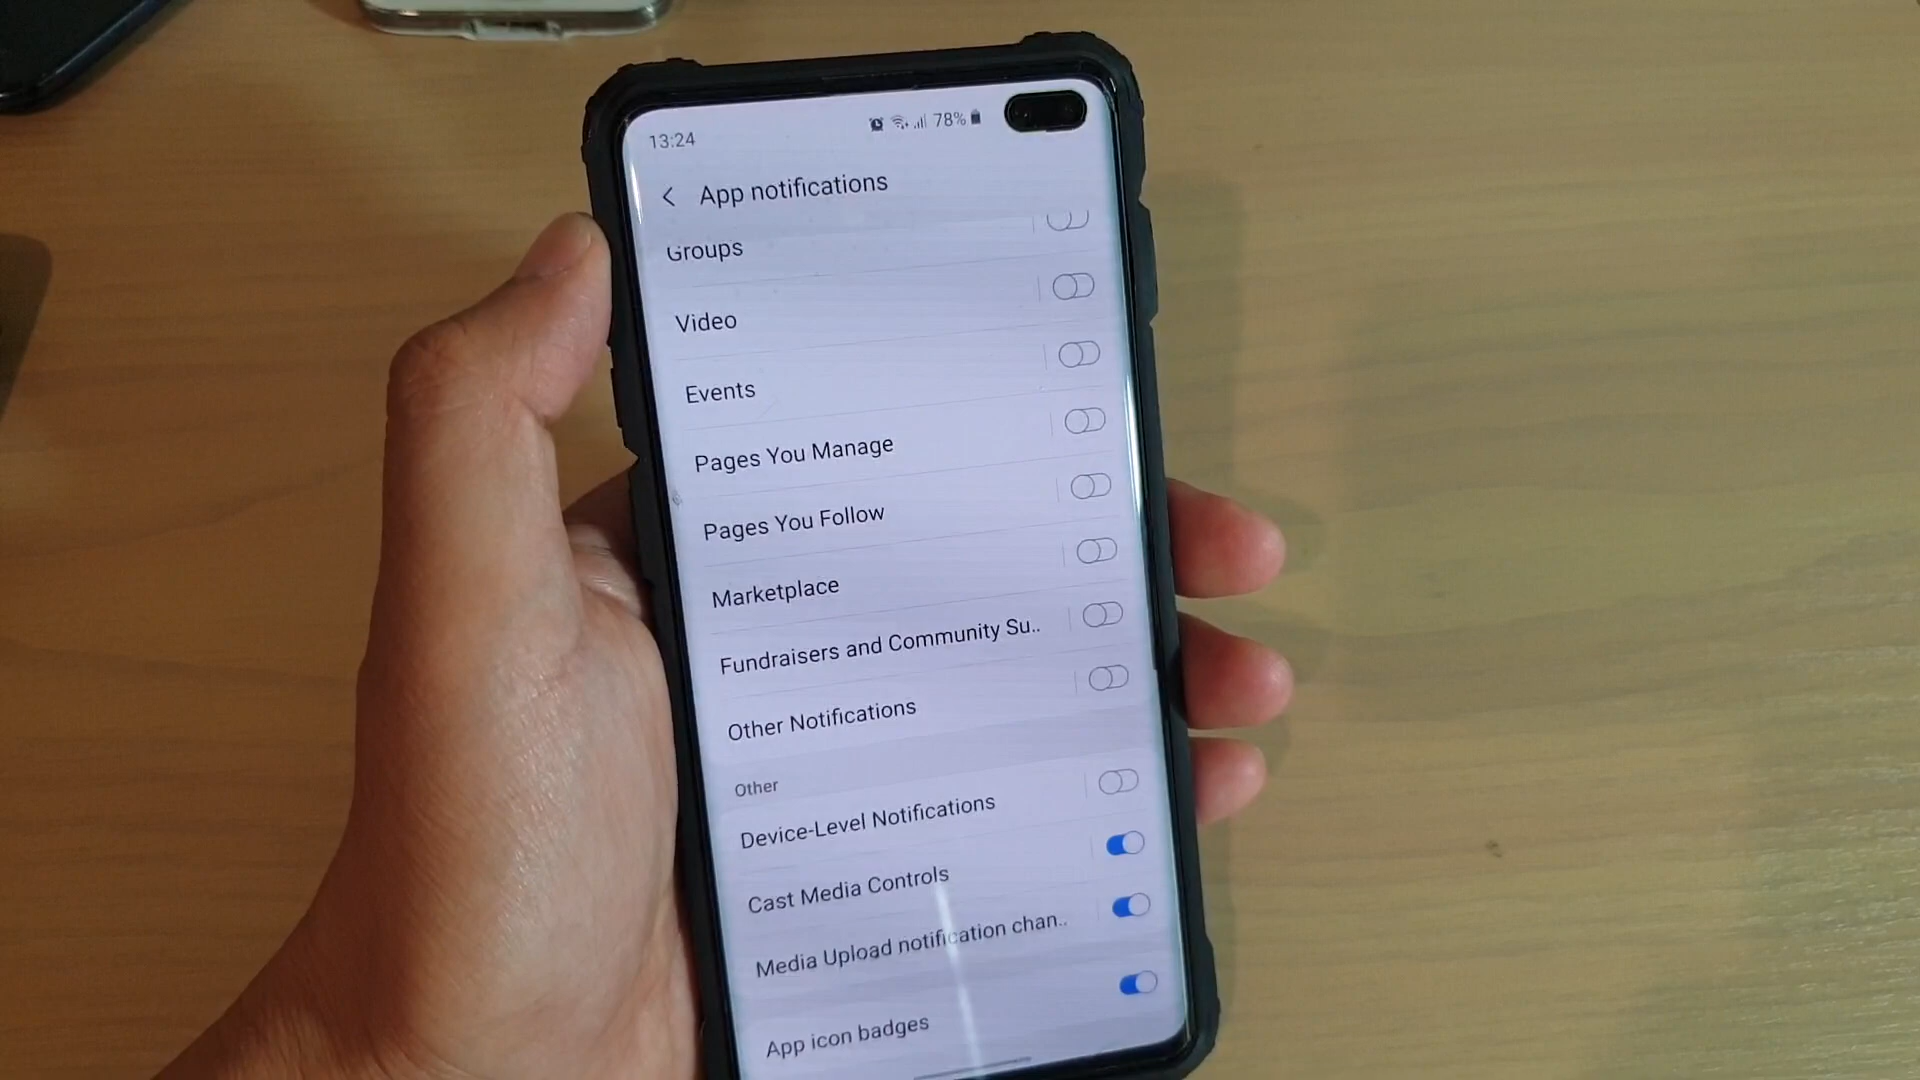 13:24 78%
App notifications
Groups
Video
Events
Pages You Manage
Pages You Follow
Marketplace
Fundraisers and Community Su..
Other Notifications
Other
Device-Level Notifications
Cast Media Controls
Media Upload notification chan..
App icon badges